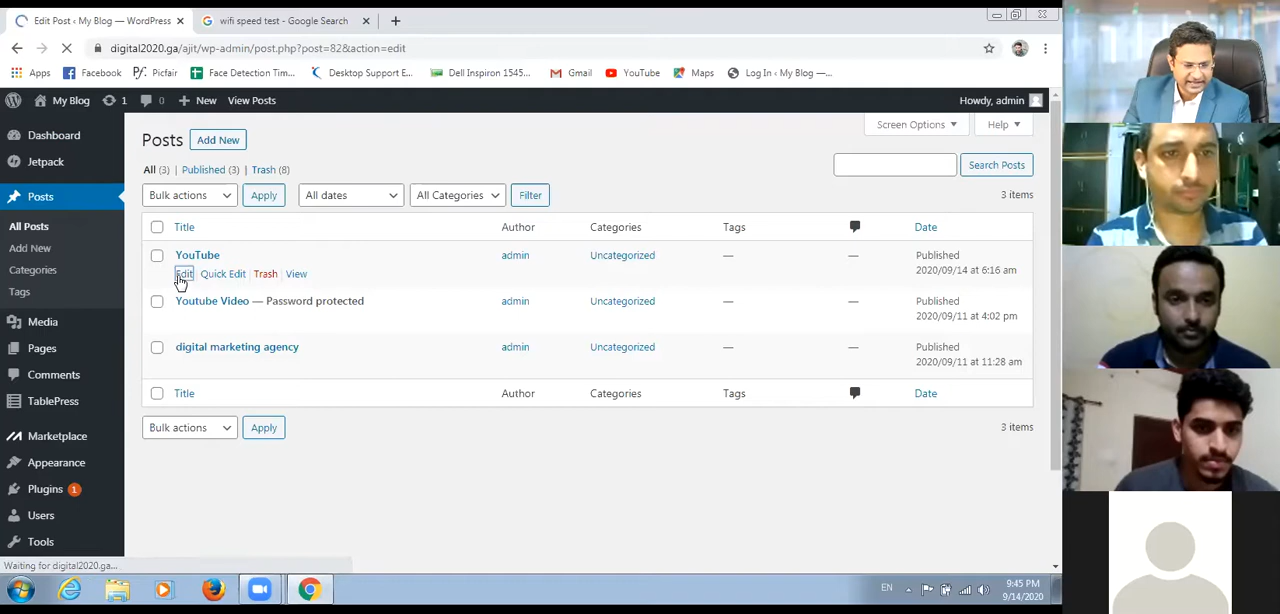 Edit Post ‹ My Blog — WordPress
wifi speed test - Google Search
digital2020.ga/ajit/wp-admin/post.php?post=82&action=edit
Apps Facebook Picfair Face Detection Tim... Desktop Support E... Dell Inspiron 1545... Gmail YouTube Maps Log In ‹ My Blog —...
My Blog 1 0 New View Posts Howdy, admin
Dashboard
Jetpack
Posts
All Posts
Add New
Categories
Tags
Media
Pages
Comments
TablePress
Marketplace
Appearance
Plugins 1
Users
Tools
Screen Options Help
Posts Add New
All (3) | Published (3) | Trash (8)
Search Posts
Bulk actions Apply All dates All Categories Filter 3 items
Title Author Categories Tags Date
YouTube admin Uncategorized — — Published
2020/09/14 at 6:16 am
Edit | Quick Edit | Trash | View
Youtube Video — Password protected admin Uncategorized — — Published
2020/09/11 at 4:02 pm
digital marketing agency admin Uncategorized — — Published
2020/09/11 at 11:28 am
Title Author Categories Tags Date
Bulk actions Apply 3 items
Waiting for digital2020.ga...
EN 9:45 PM
9/14/2020